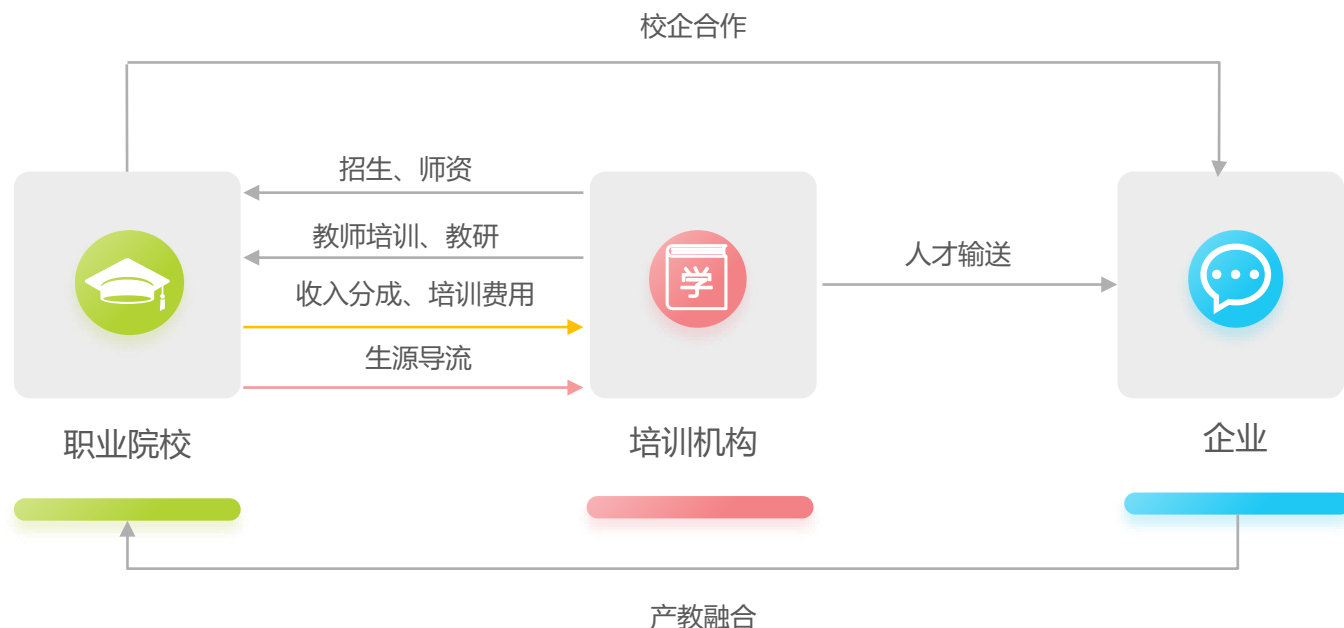 校企合作
招生、师资
教师培训、教研
收入分成、培训费用
生源导流
学
人才输送
职业院校
培训机构
企业
产教融合